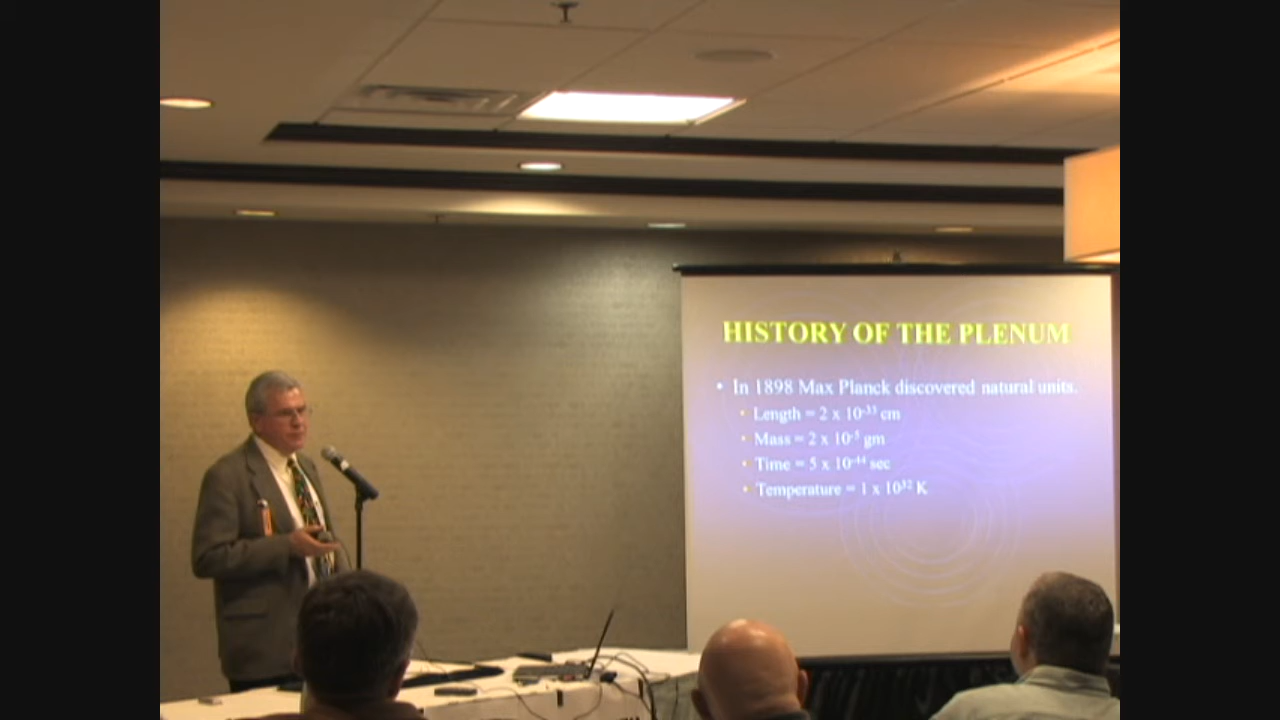 HISTORY OF THE PLENUM
• In 1898 Max Planck discovered natural units.
• Length = 2 x 10⁻³³ cm
• Mass = 2 x 10⁻⁵ gm
• Time = 5 x 10⁻⁴⁴ sec
• Temperature = 1 x 10³² K